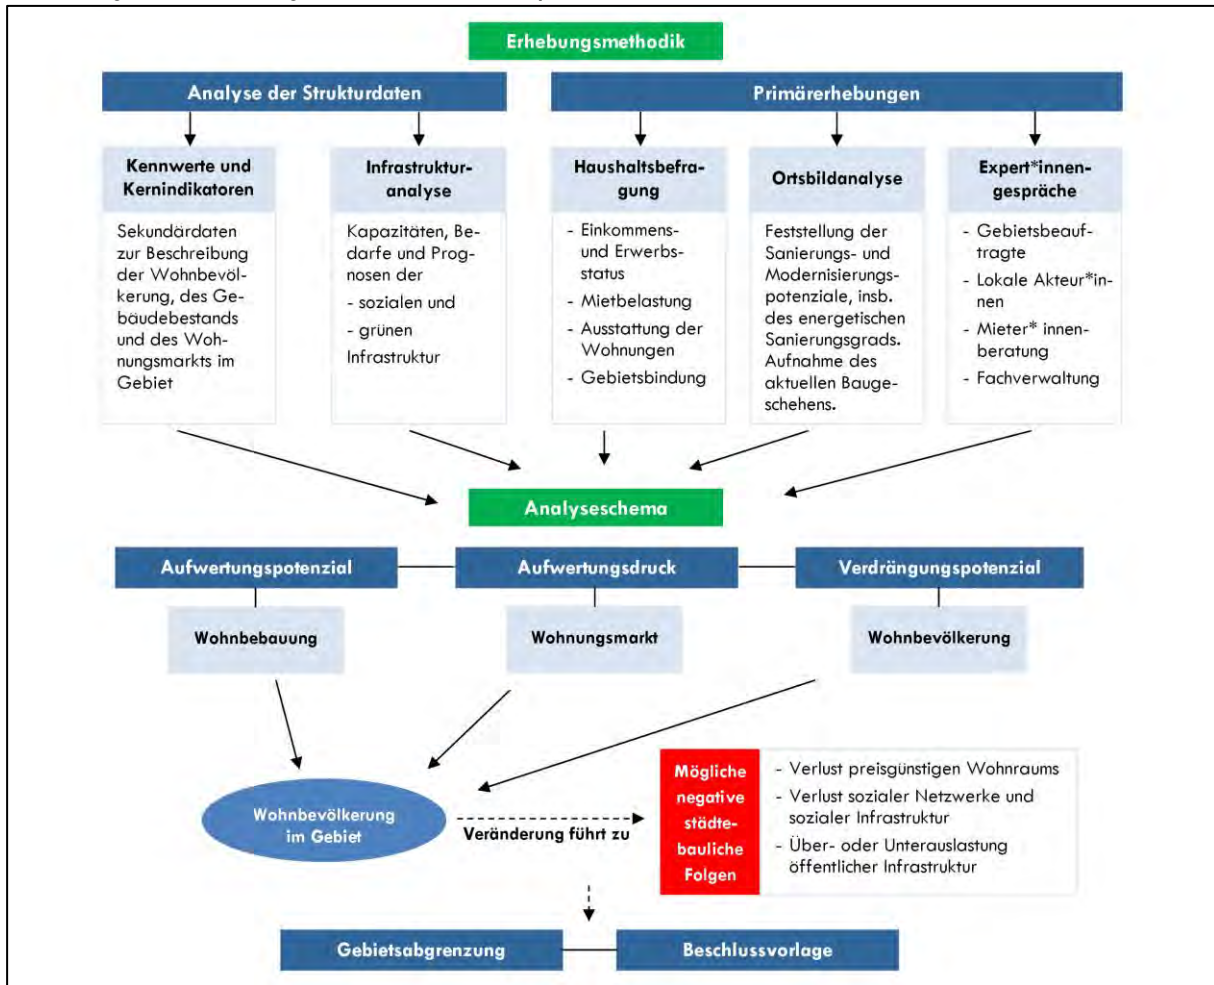 Erhebungsmethodik
Analyse der Strukturdaten
Primärerhebungen
Kennwerte und
Kernindikatoren
Sekundärdaten
zur Beschreibung
der Wohnbevöl-
kerung, des Ge-
bäudebestands
und des Woh-
nungsmarkts im
Gebiet
Infrastruktur-
analyse
Kapazitäten, Be-
darfe und Prog-
nosen der
- sozialen und
- grünen
Infrastruktur
Haushaltsbefra-
gung
- Einkommens-
und Erwerbs-
status
- Mietbelastung
- Ausstattung der
Wohnungen
- Gebietsbindung
Ortsbildanalyse
Feststellung der
Sanierungs- und
Modernisierungs-
potenziale, insb.
des energetischen
Sanierungsgrads.
Aufnahme des
aktuellen Bauge-
schehens.
Expert*innen-
gespräche
- Gebietsbeauf-
tragte
- Lokale Akteur*in-
nen
- Mieter* innen-
beratung
- Fachverwaltung
Analyseschema
Aufwertungspotenzial
Aufwertungsdruck
Verdrängungspotenzial
Wohnbebauung
Wohnungsmarkt
Wohnbevölkerung
Wohnbevölkerung
im Gebiet
Veränderung führt zu
Mögliche
negative
städte-
bauliche
Folgen
- Verlust preisgünstigen Wohnraums
- Verlust sozialer Netzwerke und
sozialer Infrastruktur
- Über- oder Unterauslastung
öffentlicher Infrastruktur
Gebietsabgrenzung
Beschlussvorlage